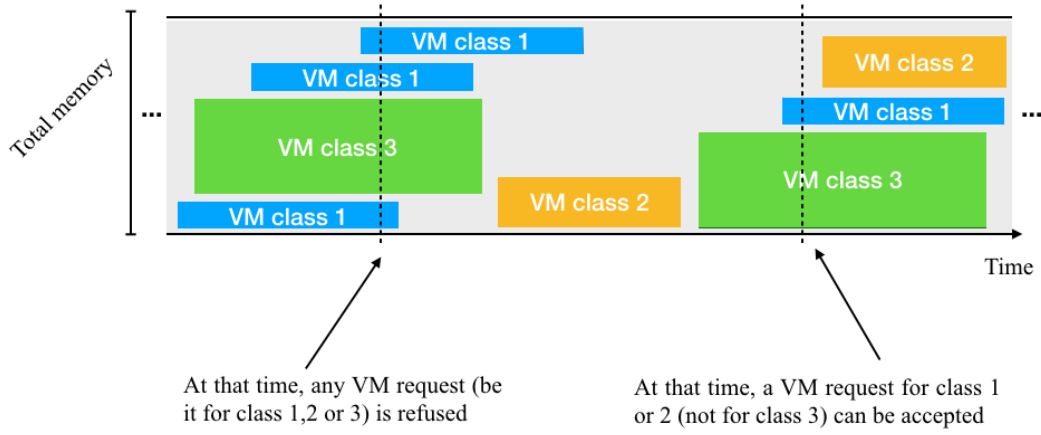 Total memory
...
VM class 1
VM class 1
VM class 3
VM class 1
VM class 2
VM class 2
VM class 1
VM class 3
...
Time
At that time, any VM request (be
it for class 1,2 or 3) is refused
At that time, a VM request for class 1
or 2 (not for class 3) can be accepted